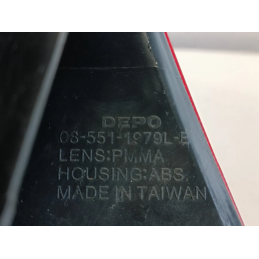 DEPO
08-551-1979L-E
LENS:PMMA
HOUSING:ABS
MADE IN TAIWAN